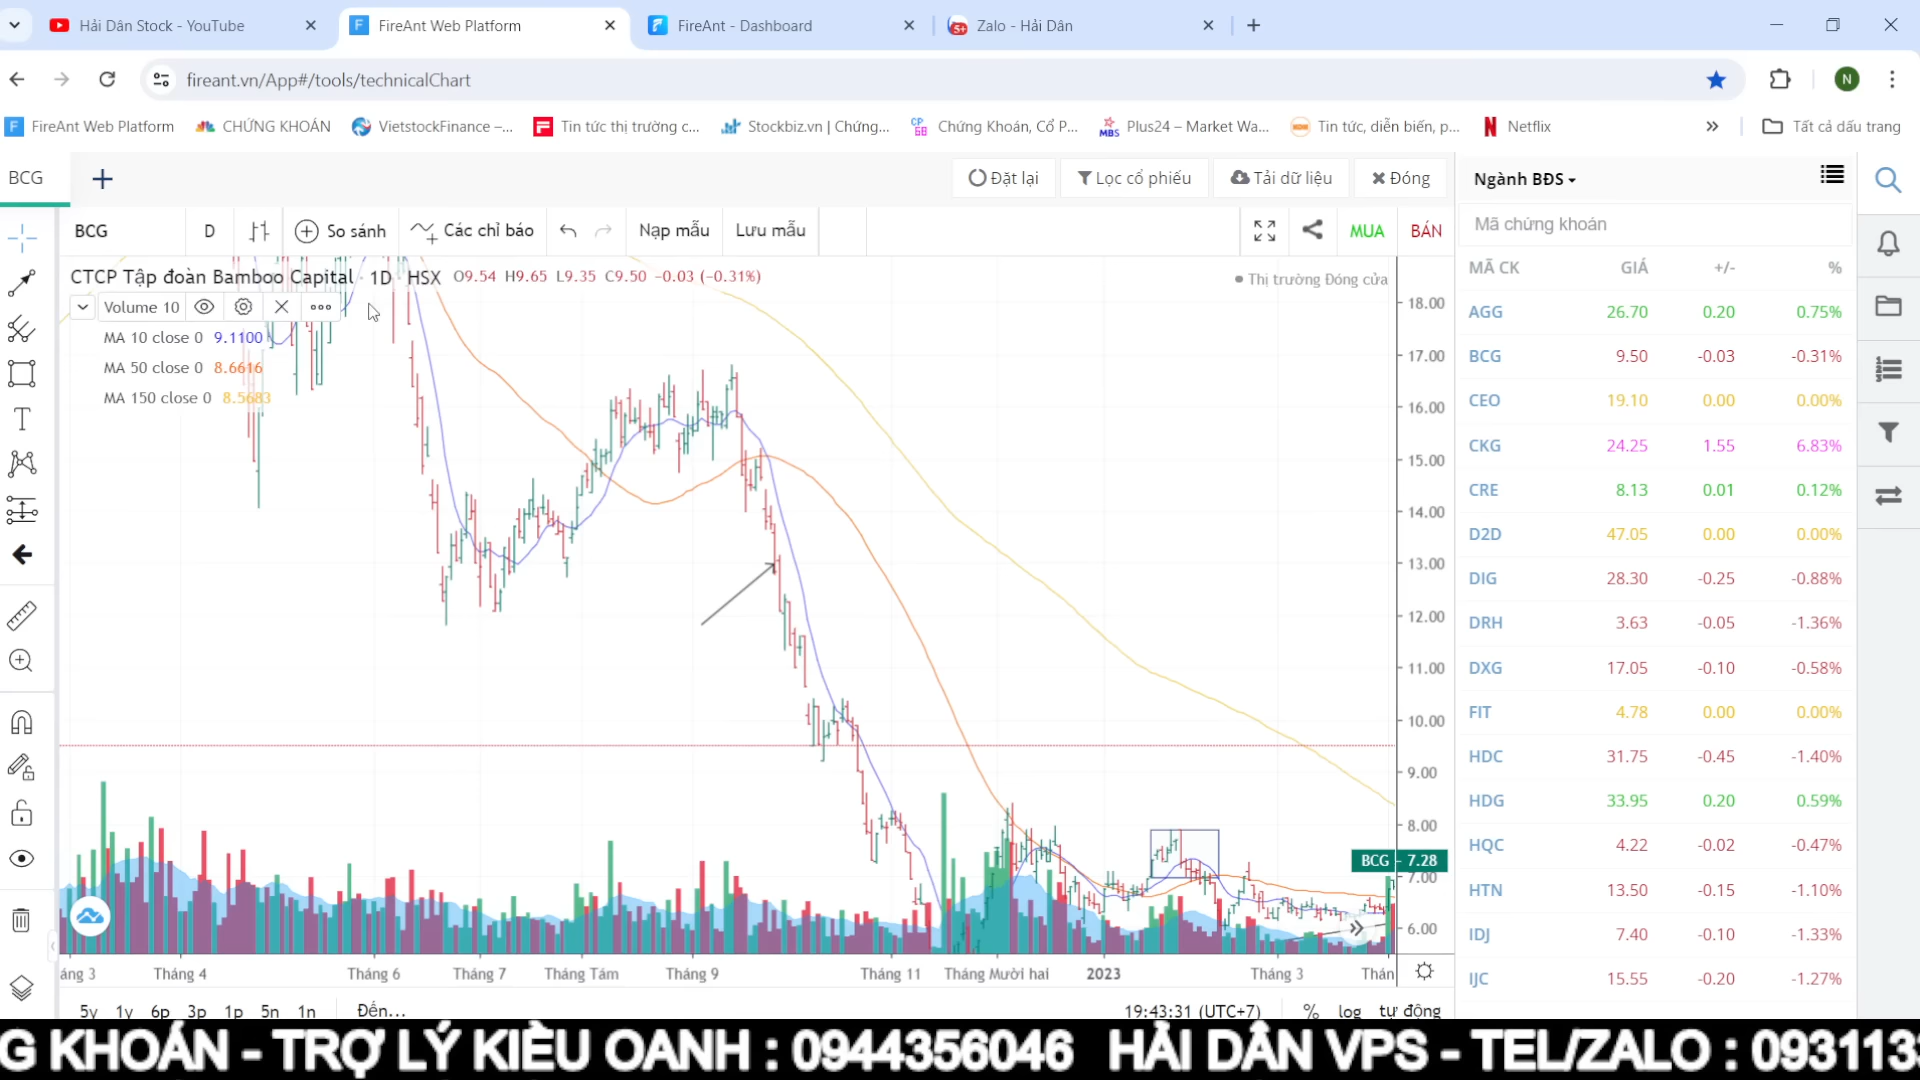 Hải Dân Stock - YouTube
FireAnt Web Platform
FireAnt - Dashboard
Zalo - Hải Dân
fireant.vn/App#/tools/technicalChart
N
FireAnt Web Platform
CHỨNG KHOÁN
VietstockFinance –...
Tin tức thị trường c...
Stockbiz.vn | Chứng...
Chứng Khoán, Cổ P...
Plus24 – Market Wa...
Tin tức, diễn biến, p...
Netflix
Tất cả dấu trang
BCG
Đặt lại
Lọc cổ phiếu
Tải dữ liệu
Đóng
Ngành BĐS
BCG
D
So sánh
Các chỉ báo
Nạp mẫu
Lưu mẫu
MUA
BÁN
Mã chứng khoán
CTCP Tập đoàn Bamboo Capital · 1D · HSX O9.54 H9.65 L9.35 C9.50 −0.03 (−0.31%)
Thị trường Đóng cửa
Volume 10
MA 10 close 0 9.1100
MA 50 close 0 8.6616
MA 150 close 0 8.5683
18.00
17.00
16.00
15.00
14.00
13.00
12.00
11.00
10.00
9.00
8.00
BCG 7.28
7.00
6.00
áng 3
Tháng 4
Tháng 6
Tháng 7
Tháng Tám
Tháng 9
Tháng 11
Tháng Mười hai
2023
Tháng 3
Thán
5y 1y 6p 3p 1p 5n 1n Đến...
19:43:31 (UTC+7) % log tự động
MÃ CK GIÁ +/- %
AGG 26.70 0.20 0.75%
BCG 9.50 -0.03 -0.31%
CEO 19.10 0.00 0.00%
CKG 24.25 1.55 6.83%
CRE 8.13 0.01 0.12%
D2D 47.05 0.00 0.00%
DIG 28.30 -0.25 -0.88%
DRH 3.63 -0.05 -1.36%
DXG 17.05 -0.10 -0.58%
FIT 4.78 0.00 0.00%
HDC 31.75 -0.45 -1.40%
HDG 33.95 0.20 0.59%
HQC 4.22 -0.02 -0.47%
HTN 13.50 -0.15 -1.10%
IDJ 7.40 -0.10 -1.33%
IJC 15.55 -0.20 -1.27%
G KHOÁN - TRỢ LÝ KIỀU OANH : 0944356046 HẢI DÂN VPS - TEL/ZALO : 0931133